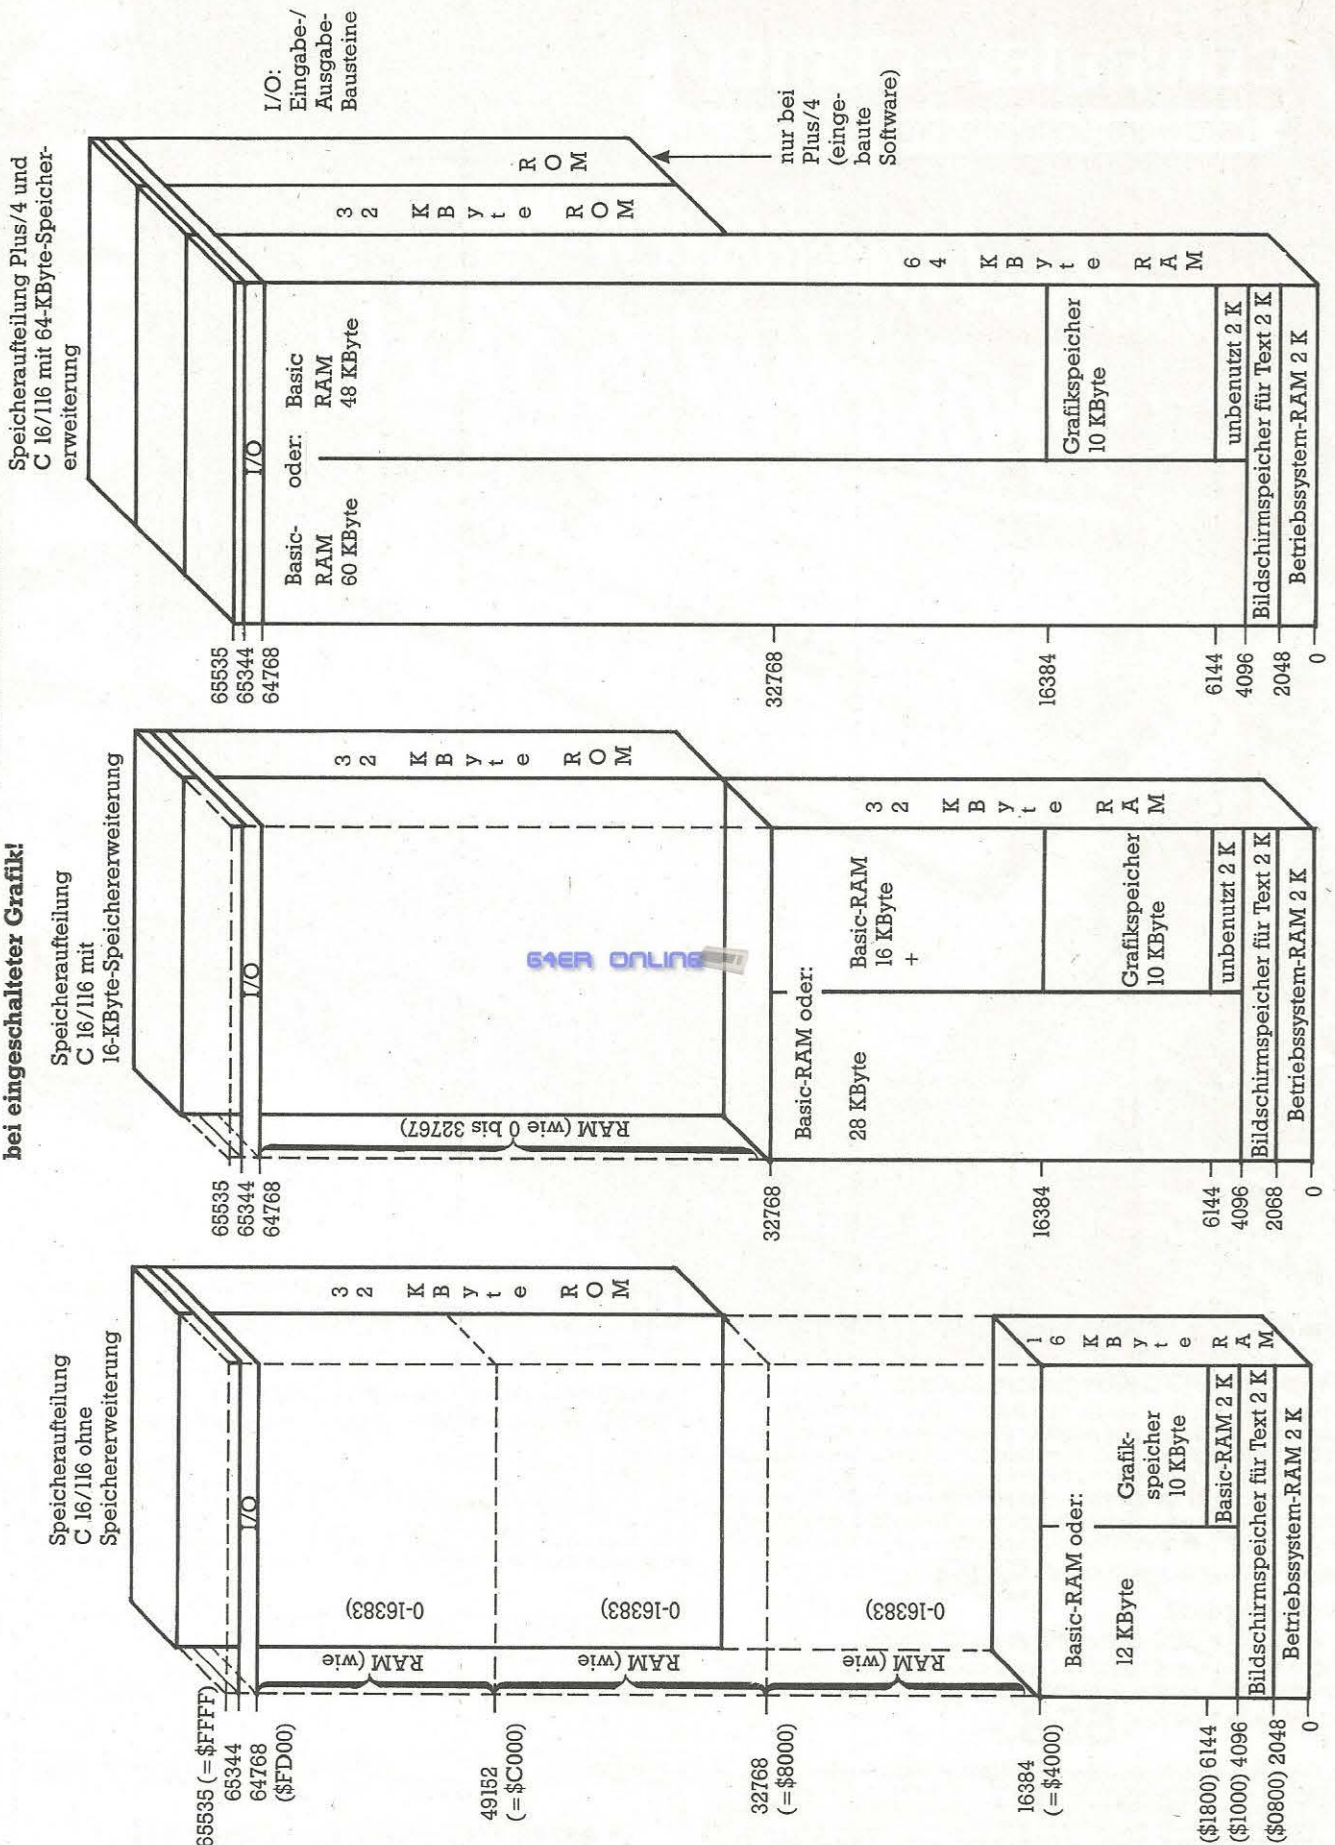 bei eingeschalteter Grafik!
Speicheraufteilung
C 16/116 ohne
Speichererweiterung
65535 (= $FFFF)
65344
64768
($FD00)
49152
(= $C000)
32768
(= $8000)
16384
(= $4000)
($1800) 6144
($1000) 4096
($0800) 2048
0
I/O
32 KByte ROM
RAM (wie
0-16383)
RAM (wie
0-16383)
RAM (wie
0-16383)
16 KByte RAM
Basic-RAM oder:
12 KByte
Grafik-
speicher
10 KByte
Basic-RAM 2 K
Bildschirmspeicher für Text 2 K
Betriebssystem-RAM 2 K
Speicheraufteilung
C 16/116 mit
16-KByte-Speichererweiterung
65535
65344
64768
32768
16384
6144
4096
2068
0
I/O
32 KByte ROM
RAM (wie 0 bis 32767)
32 KByte RAM
Basic-RAM oder:
28 KByte
Basic-RAM
16 KByte
+
Grafikspeicher
10 KByte
unbenutzt 2 K
Bildschirmspeicher für Text 2 K
Betriebssystem-RAM 2 K
64ER ONLINE
Speicheraufteilung Plus/4 und
C 16/116 mit 64-KByte-Speicher-
erweiterung
65535
65344
64768
32768
16384
6144
4096
2048
0
I/O
Basic- oder: Basic
RAM RAM
60 KByte 48 KByte
32 KByte ROM
ROM
64 KByte RAM
Grafikspeicher
10 KByte
unbenutzt 2 K
Bildschirmspeicher für Text 2 K
Betriebssystem-RAM 2 K
I/O:
Eingabe-/
Ausgabe-
Bausteine
nur bei
Plus/4
(einge-
baute
Software)